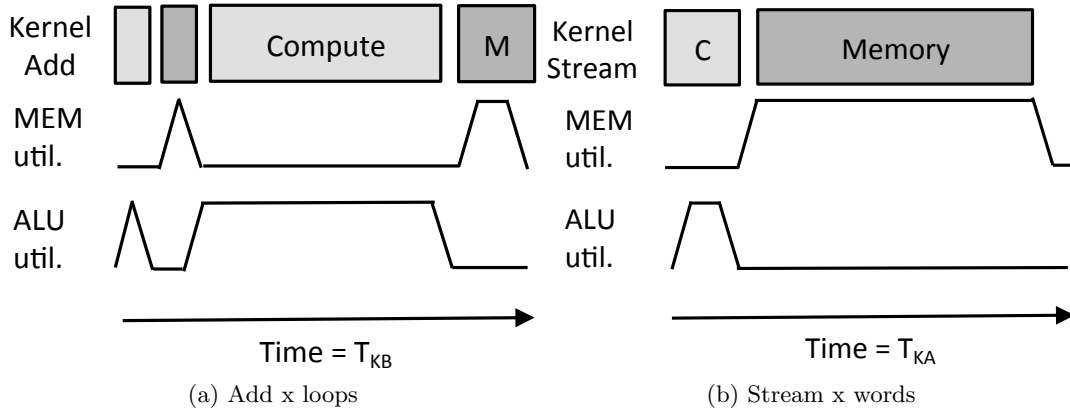 Kernel
Add
Compute
M
MEM
util.
ALU
util.
Time = T_KB
(a) Add x loops
Kernel
Stream
C
Memory
MEM
util.
ALU
util.
Time = T_KA
(b) Stream x words